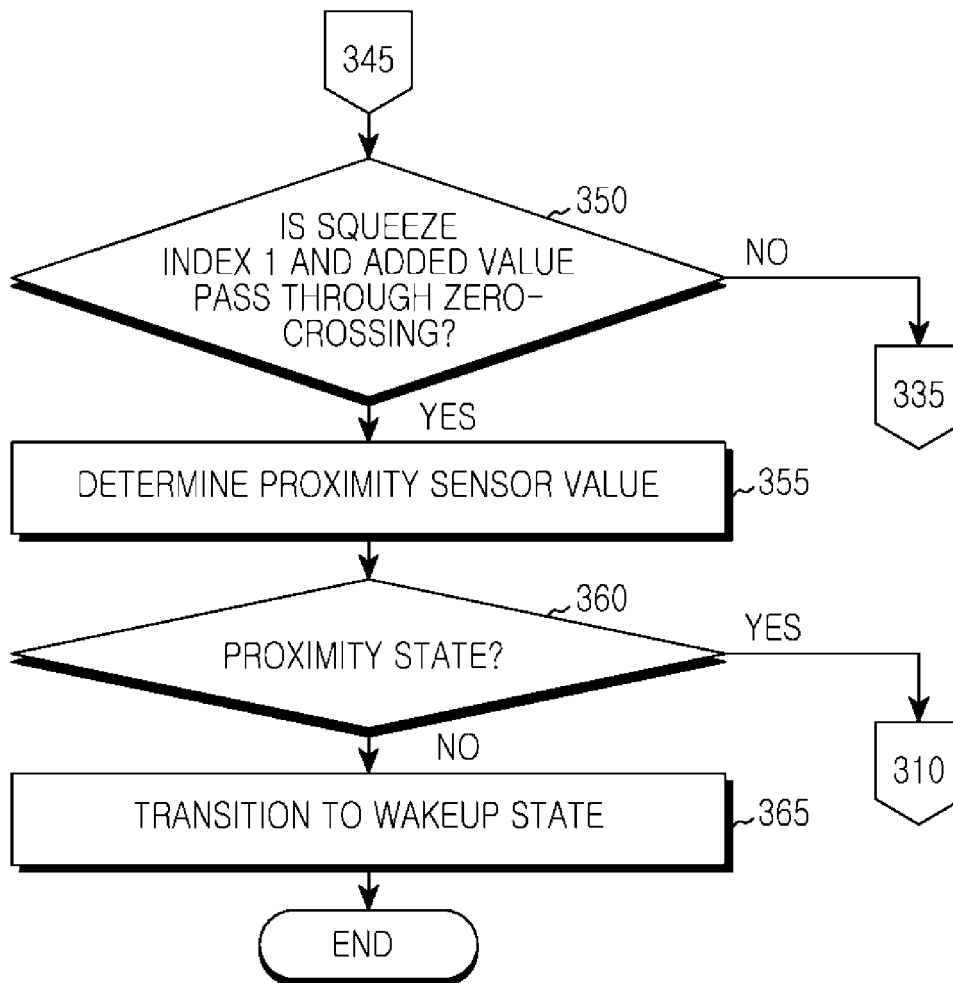 345
350
IS SQUEEZE
INDEX 1 AND ADDED VALUE
PASS THROUGH ZERO-
CROSSING?
NO
335
YES
DETERMINE PROXIMITY SENSOR VALUE
355
360
PROXIMITY STATE?
YES
310
NO
TRANSITION TO WAKEUP STATE
365
END